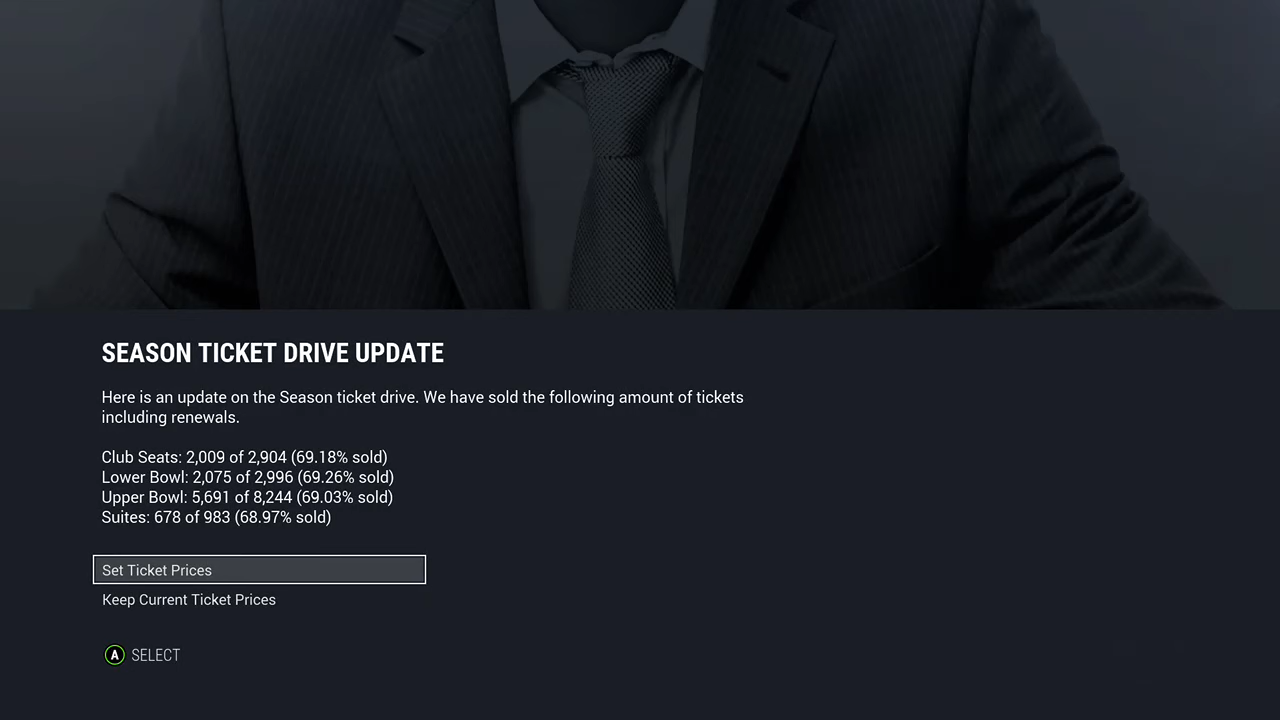 SEASON TICKET DRIVE UPDATE
Here is an update on the Season ticket drive. We have sold the following amount of tickets
including renewals.
Club Seats: 2,009 of 2,904 (69.18% sold)
Lower Bowl: 2,075 of 2,996 (69.26% sold)
Upper Bowl: 5,691 of 8,244 (69.03% sold)
Suites: 678 of 983 (68.97% sold)
Set Ticket Prices
Keep Current Ticket Prices
A SELECT